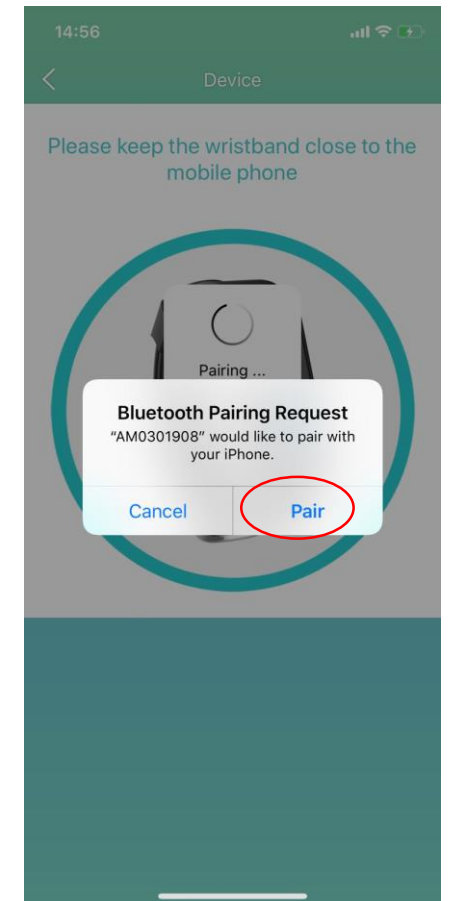 14:56
Device
Please keep the wristband close to the
mobile phone
Pairing ...
Bluetooth Pairing Request
“AM0301908” would like to pair with
your iPhone.
Cancel Pair